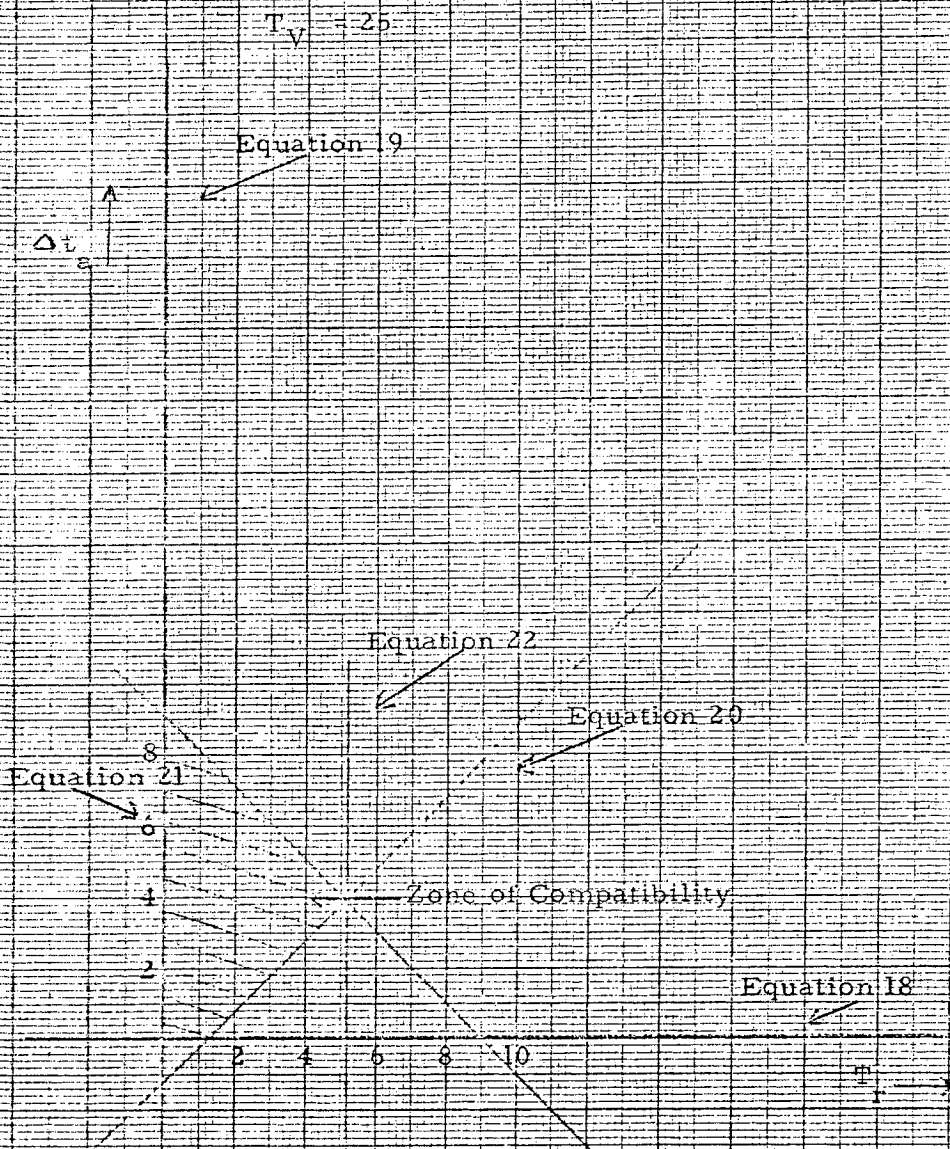 T_V = 25
Equation 19
Δt_a
Equation 22
Equation 20
8
Equation 21
6
4
Zone of Compatibility
2
Equation 18
2 4 6 8 10
T_r